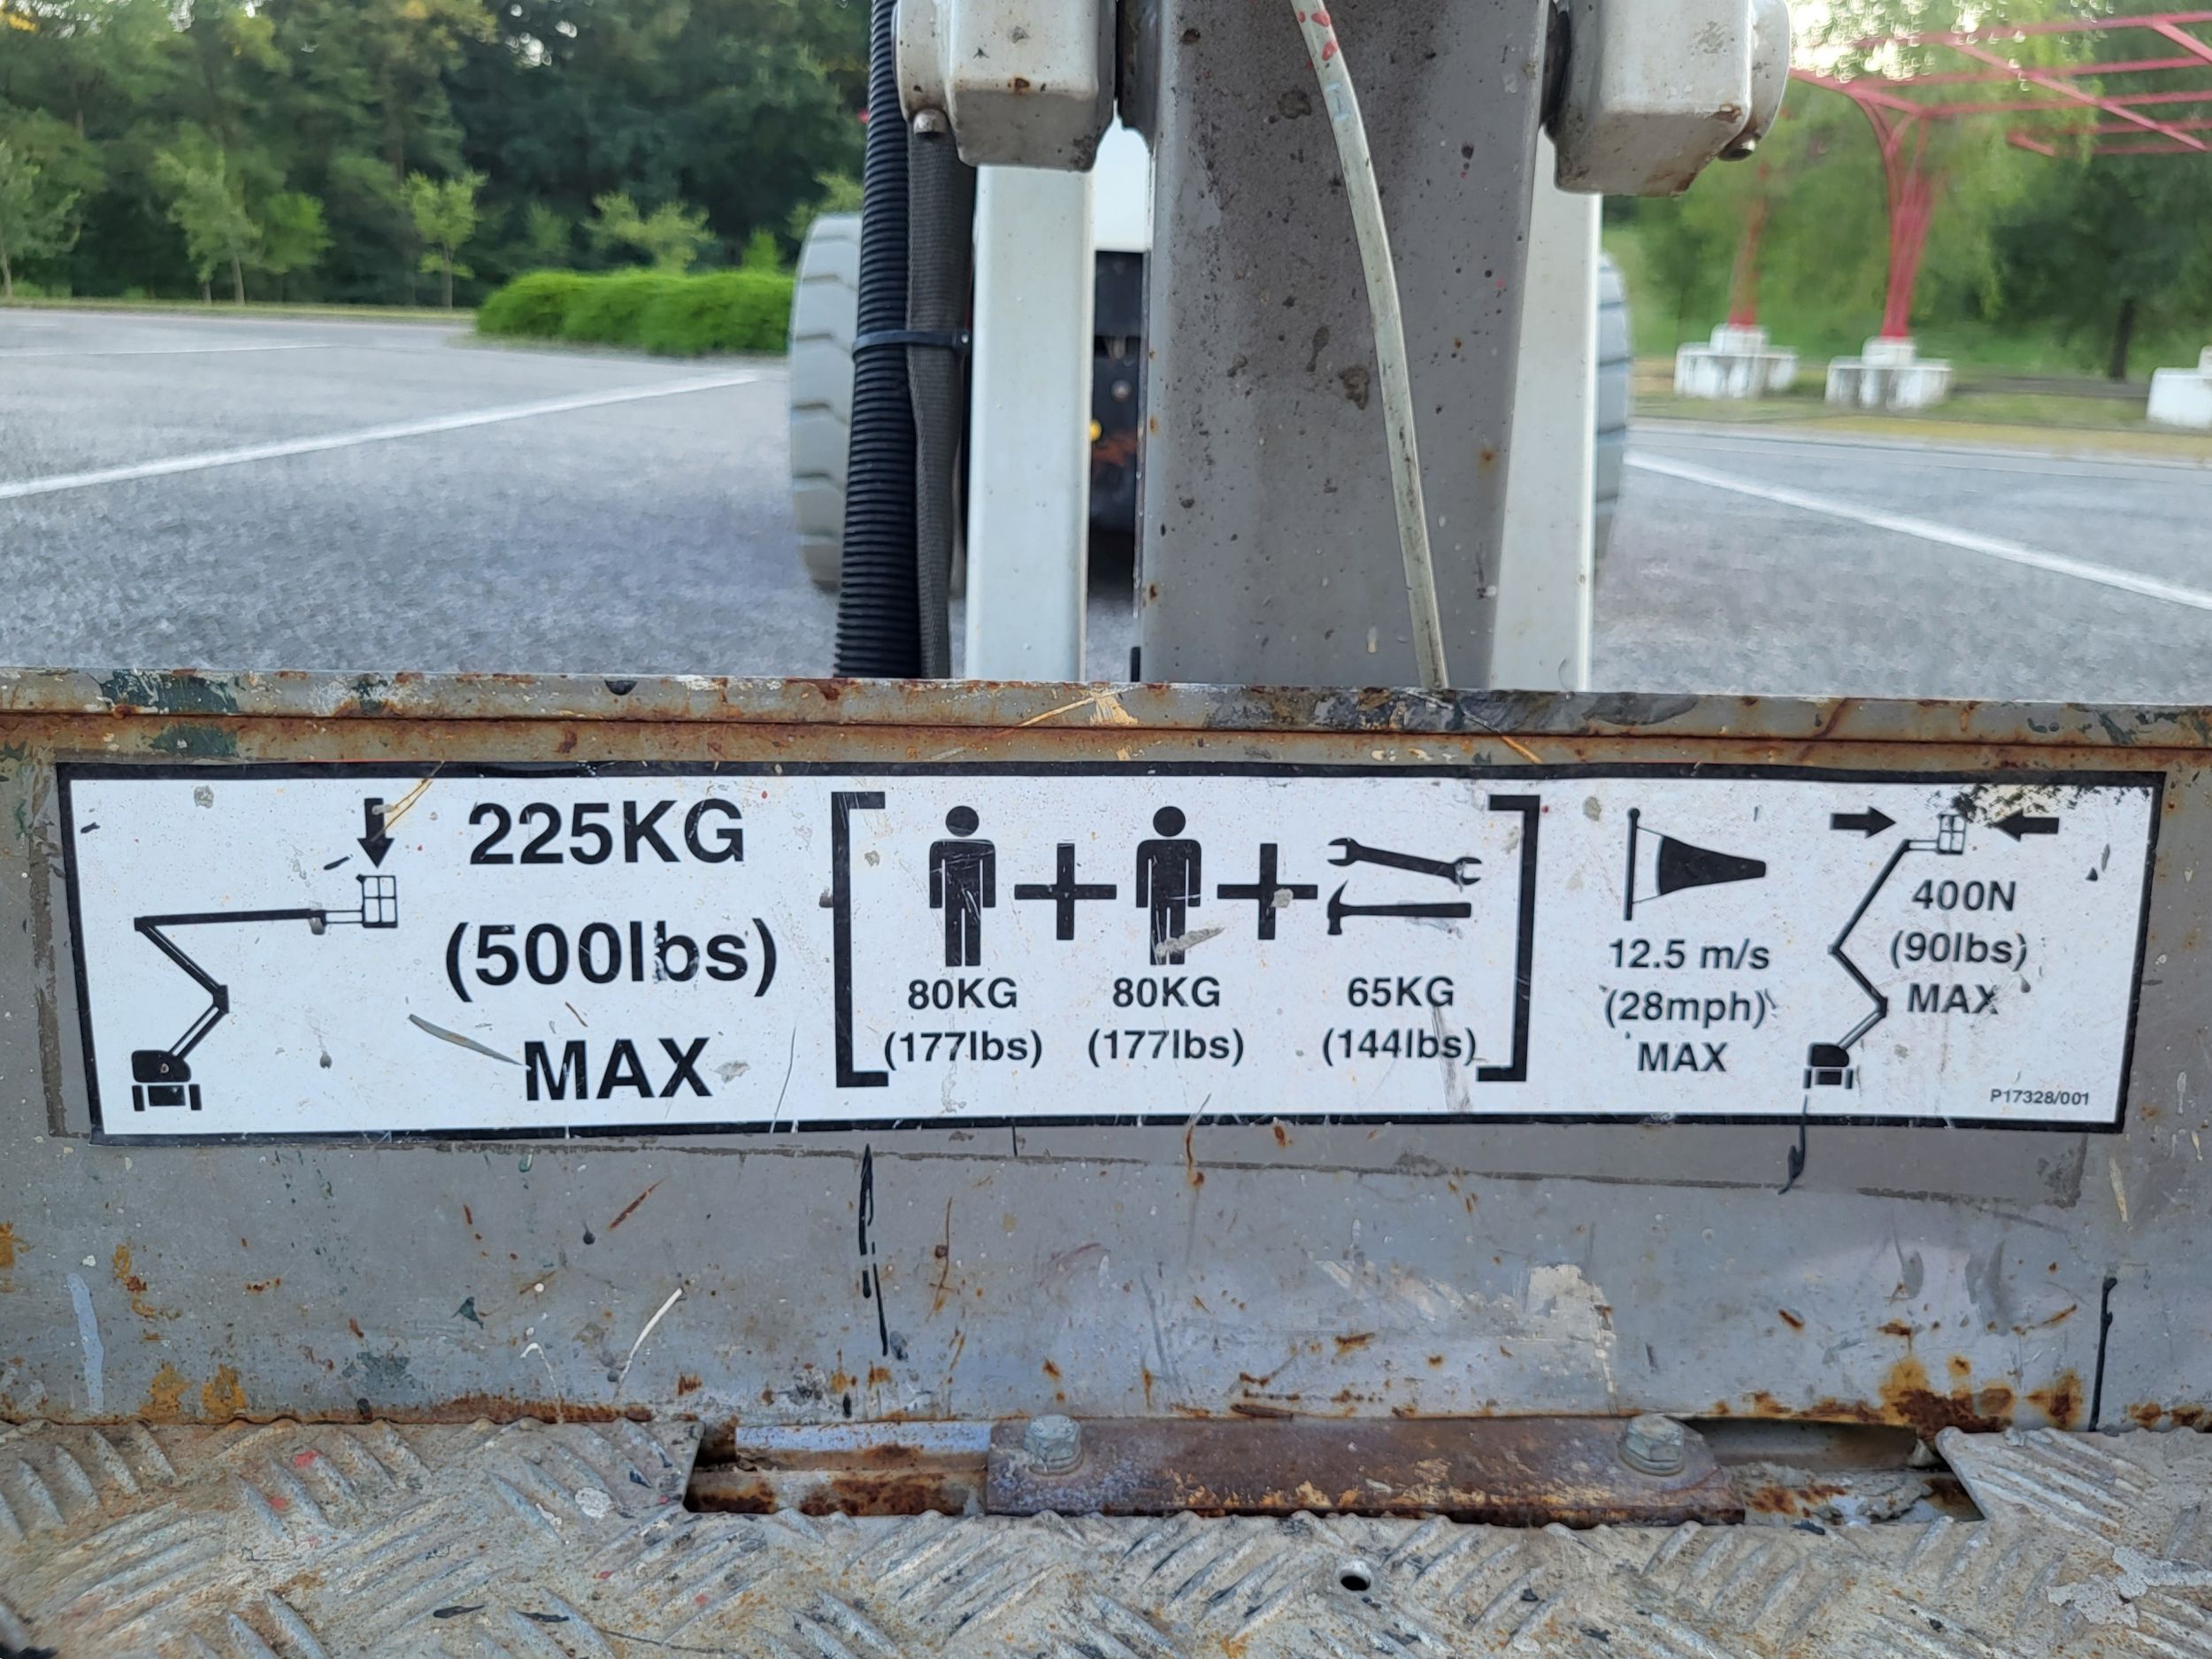 225KG
(500lbs)
MAX
80KG
(177lbs)
80KG
(177lbs)
65KG
(144lbs)
12.5 m/s
(28mph)
MAX
400N
(90lbs)
MAX
P17328/001